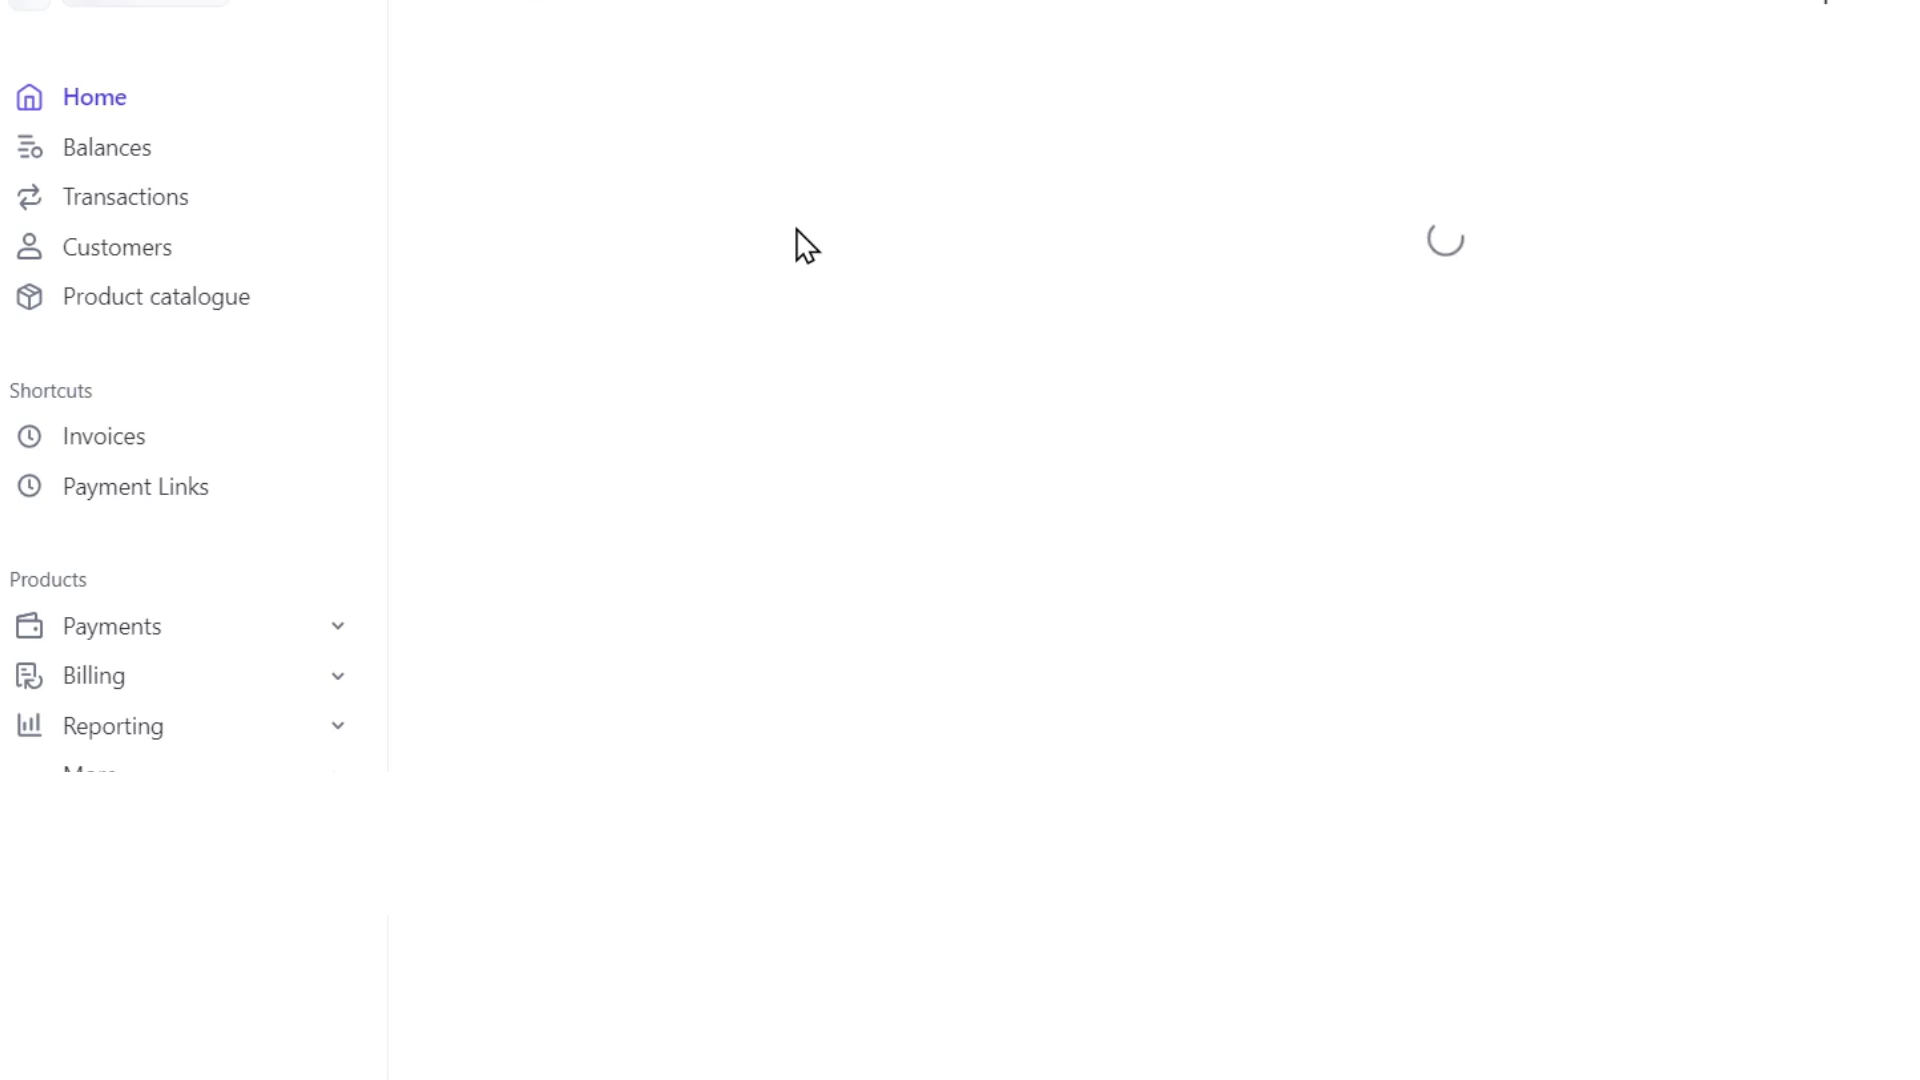 Home
Balances
Transactions
Customers
Product catalogue
Shortcuts
Invoices
Payment Links
Products
Payments
Billing
Reporting